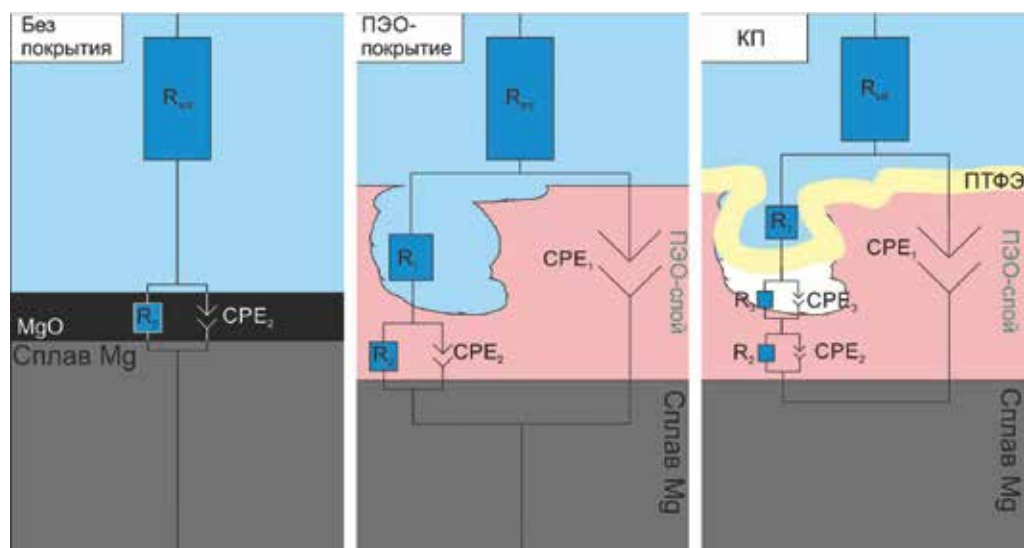 Без
покрытия
MgO
R₂
CPE₂
Сплав Mg
ПЭО-
покрытие
R₁
CPE₁
R₂
CPE₂
ПЭО-слой
Сплав Mg
КП
ПТФЭ
R₁
CPE₁
R₃
CPE₃
R₂
CPE₂
ПЭО-слой
Сплав Mg